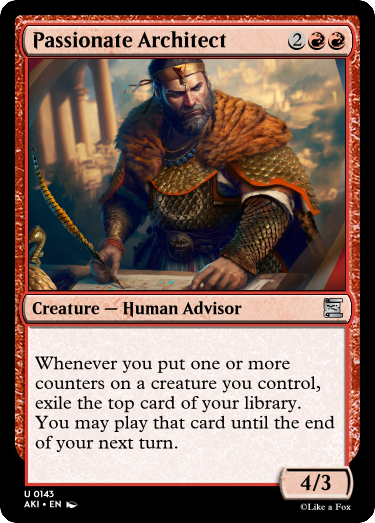 Passionate Architect 2
Creature — Human Advisor
Whenever you put one or more
counters on a creature you control,
exile the top card of your library.
You may play that card until the end
of your next turn.
4/3
U 0143
AKI • EN
©Like a Fox